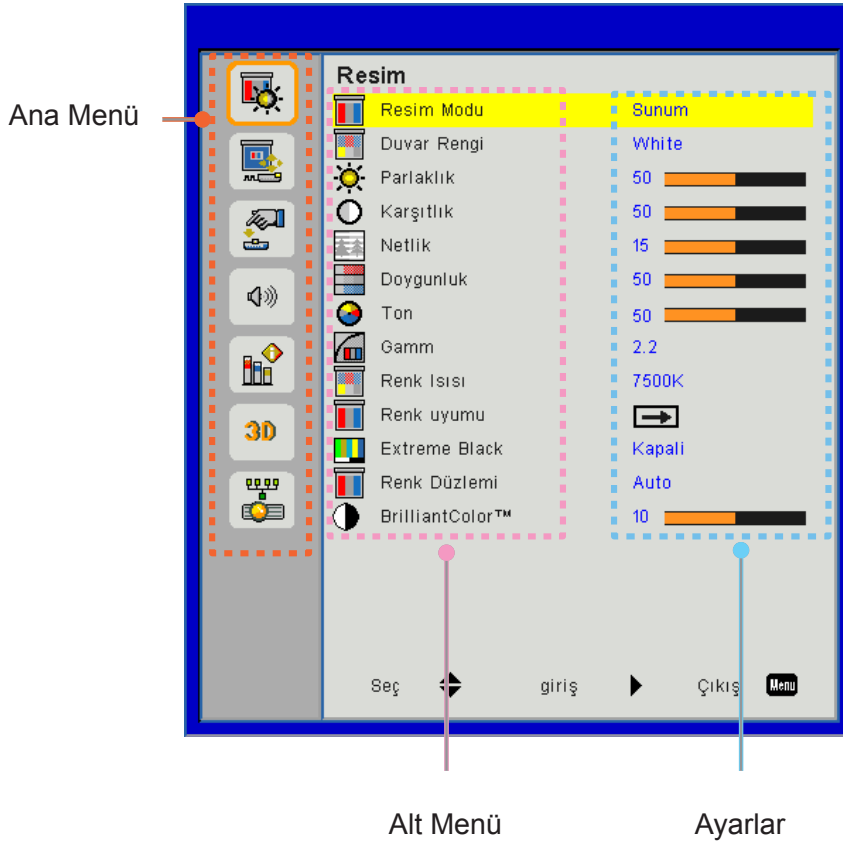 Resim
Ana Menü
Resim Modu Sunum
Duvar Rengi White
Parlaklık 50
Karşıtlık 50
Netlik 15
Doygunluk 50
Ton 50
Gamm 2.2
Renk Isısı 7500K
Renk uyumu
Extreme Black Kapali
Renk Düzlemi Auto
BrilliantColor™ 10
3D
Seç giriş Çıkış Menu
Alt Menü Ayarlar